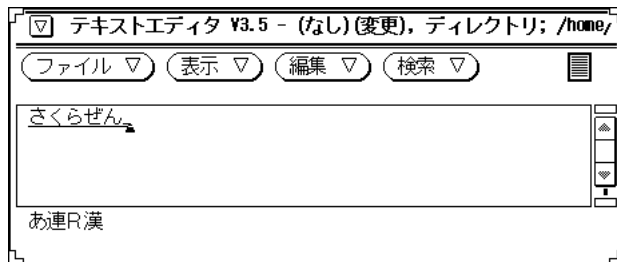 テキストエディタ V3.5 - (なし)(変更), ディレクトリ; /home/
ファイル 表示 編集 検索
さくらぜん
あ連R漢